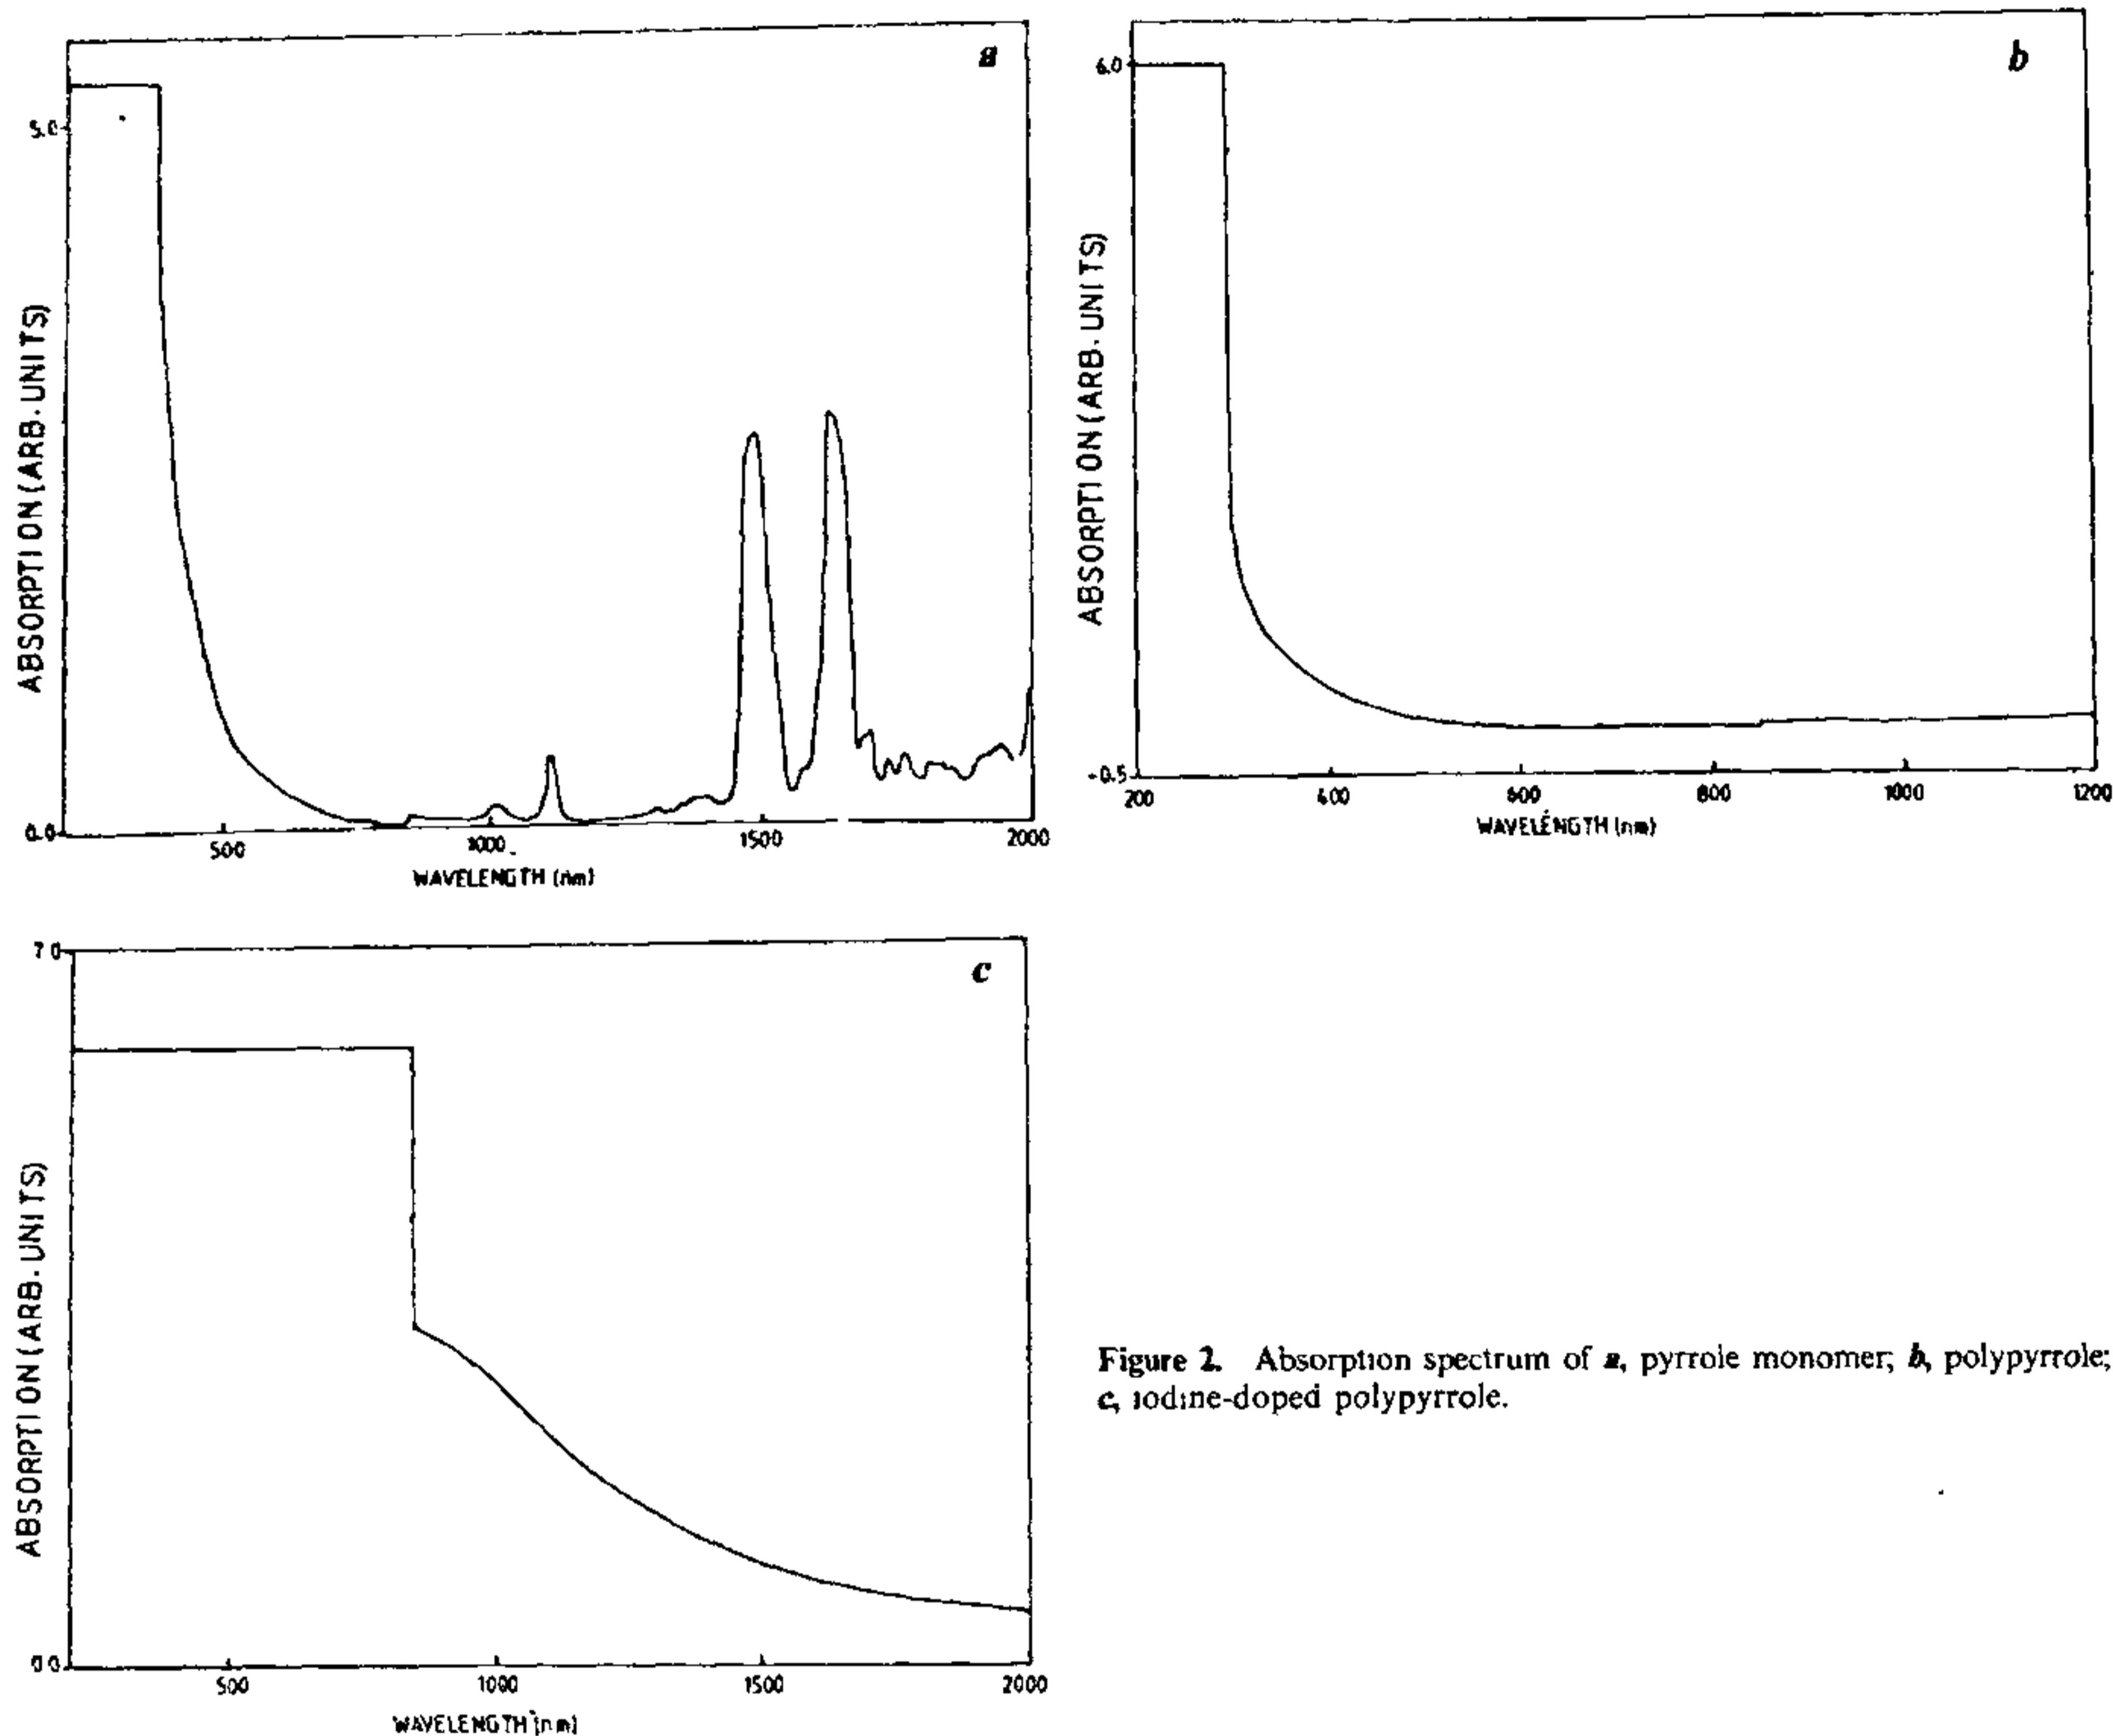 a
5.0
ABSORPTION (ARB. UNITS)
0.0
500
1000
1500
2000
WAVELENGTH (nm)
b
6.0
ABSORPTION (ARB. UNITS)
-0.5
200
400
600
800
1000
1200
WAVELENGTH (nm)
c
7.0
ABSORPTION (ARB. UNITS)
0.0
500
1000
1500
2000
WAVELENGTH (nm)
Figure 2. Absorption spectrum of a, pyrrole monomer; b, polypyrrole;
c, iodine-doped polypyrrole.